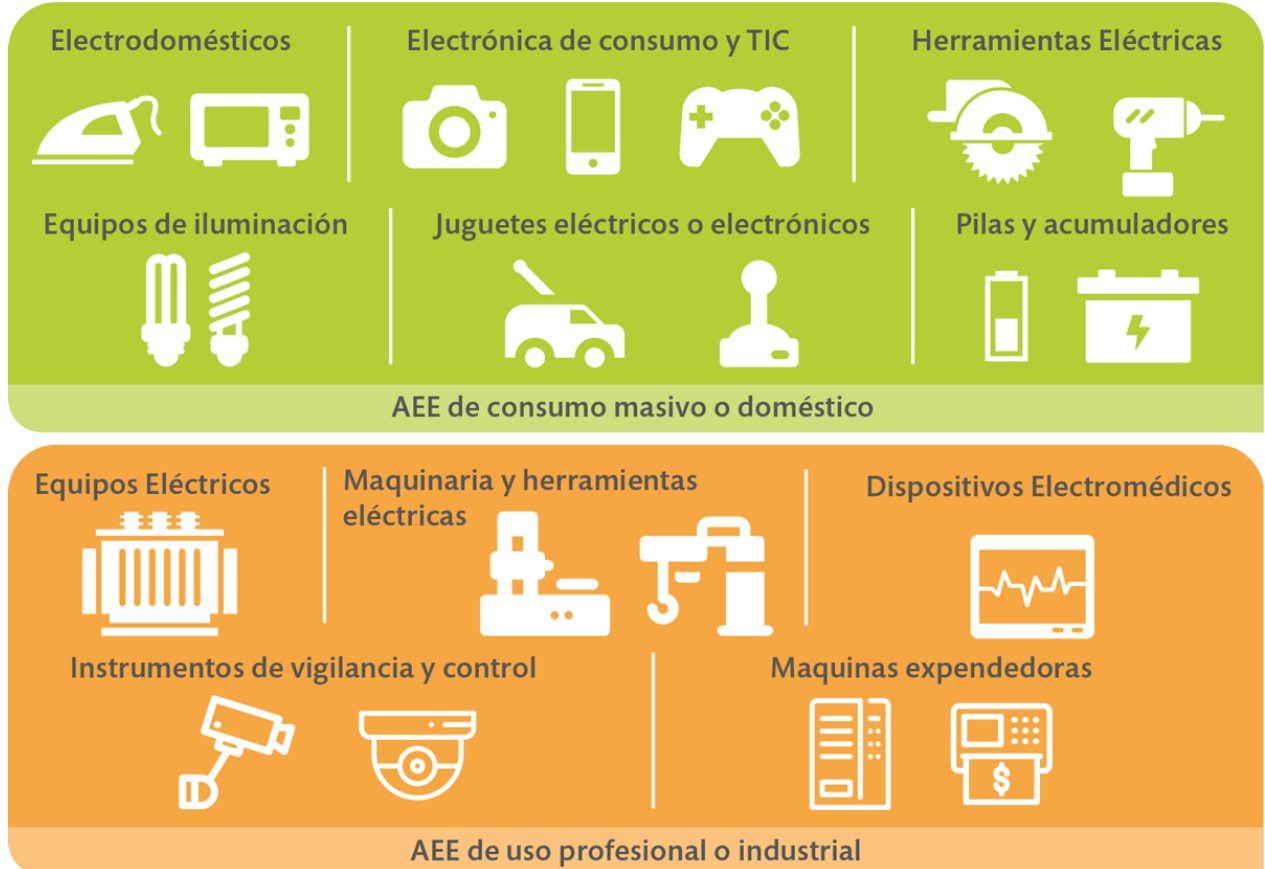 Electrodomésticos
Electrónica de consumo y TIC
Herramientas Eléctricas
Equipos de iluminación
Juguetes eléctricos o electrónicos
Pilas y acumuladores
AEE de consumo masivo o doméstico
Equipos Eléctricos
Maquinaria y herramientas
eléctricas
Dispositivos Electromédicos
Instrumentos de vigilancia y control
Maquinas expendedoras
$
AEE de uso profesional o industrial